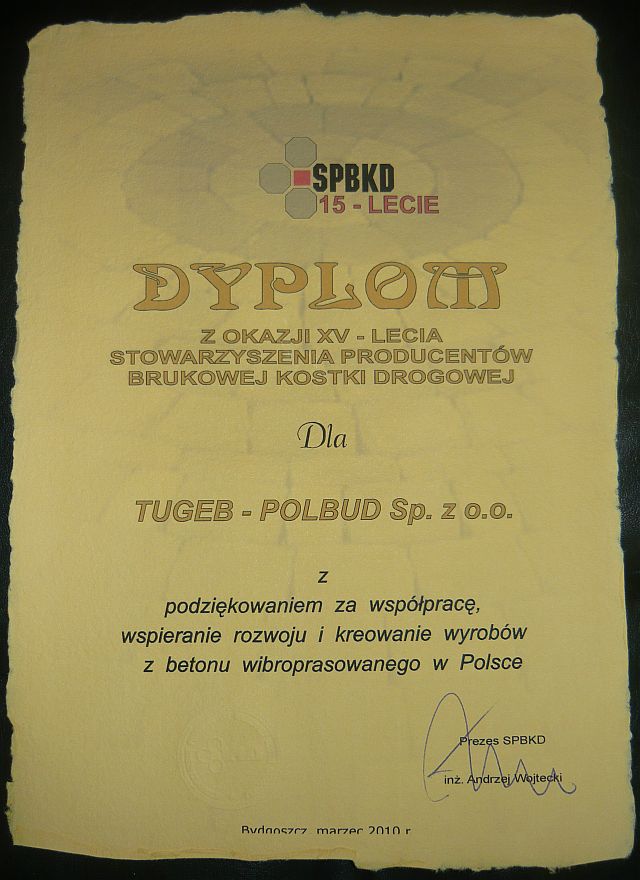 SPBKD
15 - LECIE
DYPLOM
Z OKAZJI XV - LECIA
STOWARZYSZENIA PRODUCENTÓW
BRUKOWEJ KOSTKI DROGOWEJ
Dla
TUGEB - POLBUD Sp. z o.o.
z
podziękowaniem za współpracę,
wspieranie rozwoju i kreowanie wyrobów
z betonu wibroprasowanego w Polsce
Prezes SPBKD
inż. Andrzej Wojtecki
Bydgoszcz, marzec 2010 r